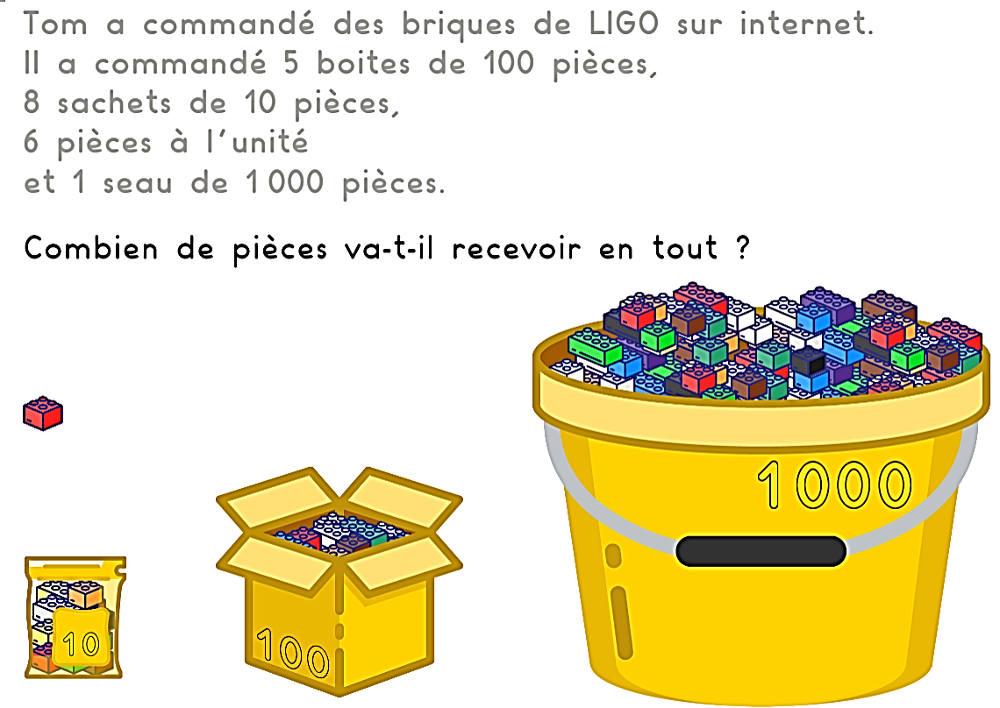 Tom a commandé des briques de LIGO sur internet.
Il a commandé 5 boites de 100 pièces,
8 sachets de 10 pièces,
6 pièces à l'unité
et 1 seau de 1 000 pièces.
Combien de pièces va-t-il recevoir en tout ?
1000
10
100